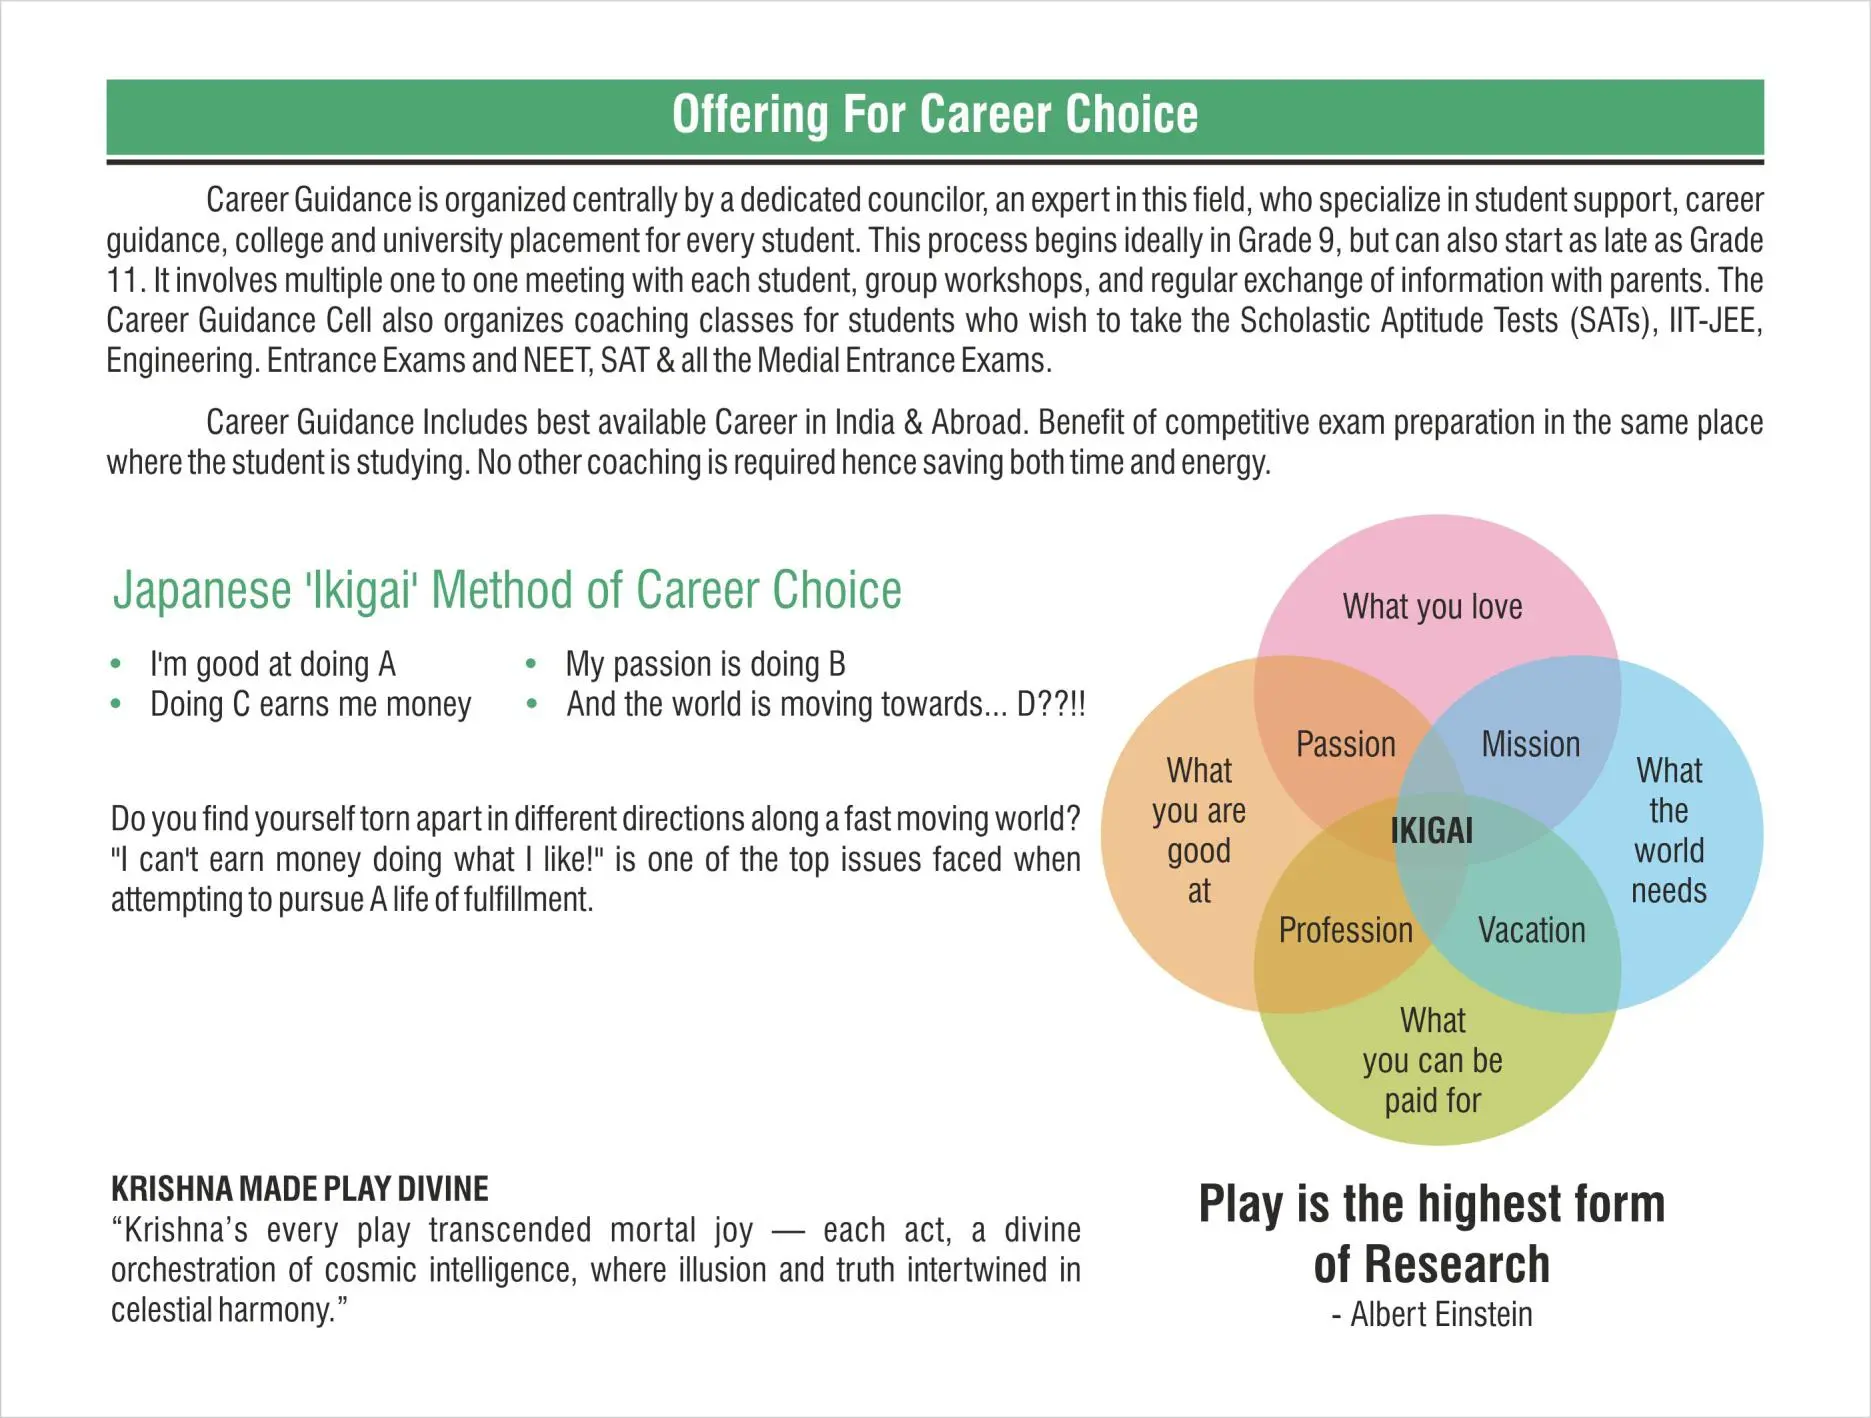 Offering For Career Choice
Career Guidance is organized centrally by a dedicated councilor, an expert in this field, who specialize in student support, career
guidance, college and university placement for every student. This process begins ideally in Grade 9, but can also start as late as Grade
11. It involves multiple one to one meeting with each student, group workshops, and regular exchange of information with parents. The
Career Guidance Cell also organizes coaching classes for students who wish to take the Scholastic Aptitude Tests (SATs), IIT-JEE,
Engineering. Entrance Exams and NEET, SAT & all the Medial Entrance Exams.
Career Guidance Includes best available Career in India & Abroad. Benefit of competitive exam preparation in the same place
where the student is studying. No other coaching is required hence saving both time and energy.
Japanese 'Ikigai' Method of Career Choice
• I'm good at doing A
• Doing C earns me money
• My passion is doing B
• And the world is moving towards... D??!!
Do you find yourself torn apart in different directions along a fast moving world?
"I can't earn money doing what I like!" is one of the top issues faced when
attempting to pursue A life of fulfillment.
What you love
Passion
Mission
What
you are
good
at
What
the
world
needs
IKIGAI
Profession
Vacation
What
you can be
paid for
KRISHNA MADE PLAY DIVINE
“Krishna’s every play transcended mortal joy — each act, a divine
orchestration of cosmic intelligence, where illusion and truth intertwined in
celestial harmony.”
Play is the highest form
of Research
- Albert Einstein